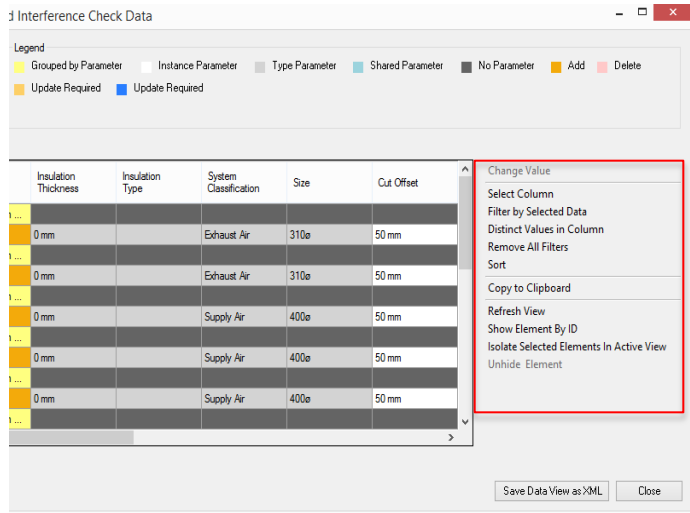 d Interference Check Data
Legend
Grouped by Parameter Instance Parameter Type Parameter Shared Parameter No Parameter Add Delete
Update Required Update Required
Insulation Thickness Insulation Type System Classification Size Cut Offset
0 mm Exhaust Air 310ø 50 mm
0 mm Exhaust Air 310ø 50 mm
0 mm Supply Air 400ø 50 mm
0 mm Supply Air 400ø 50 mm
0 mm Supply Air 400ø 50 mm
Change Value
Select Column
Filter by Selected Data
Distinct Values in Column
Remove All Filters
Sort
Copy to Clipboard
Refresh View
Show Element By ID
Isolate Selected Elements In Active View
Unhide Element
Save Data View as XML Close